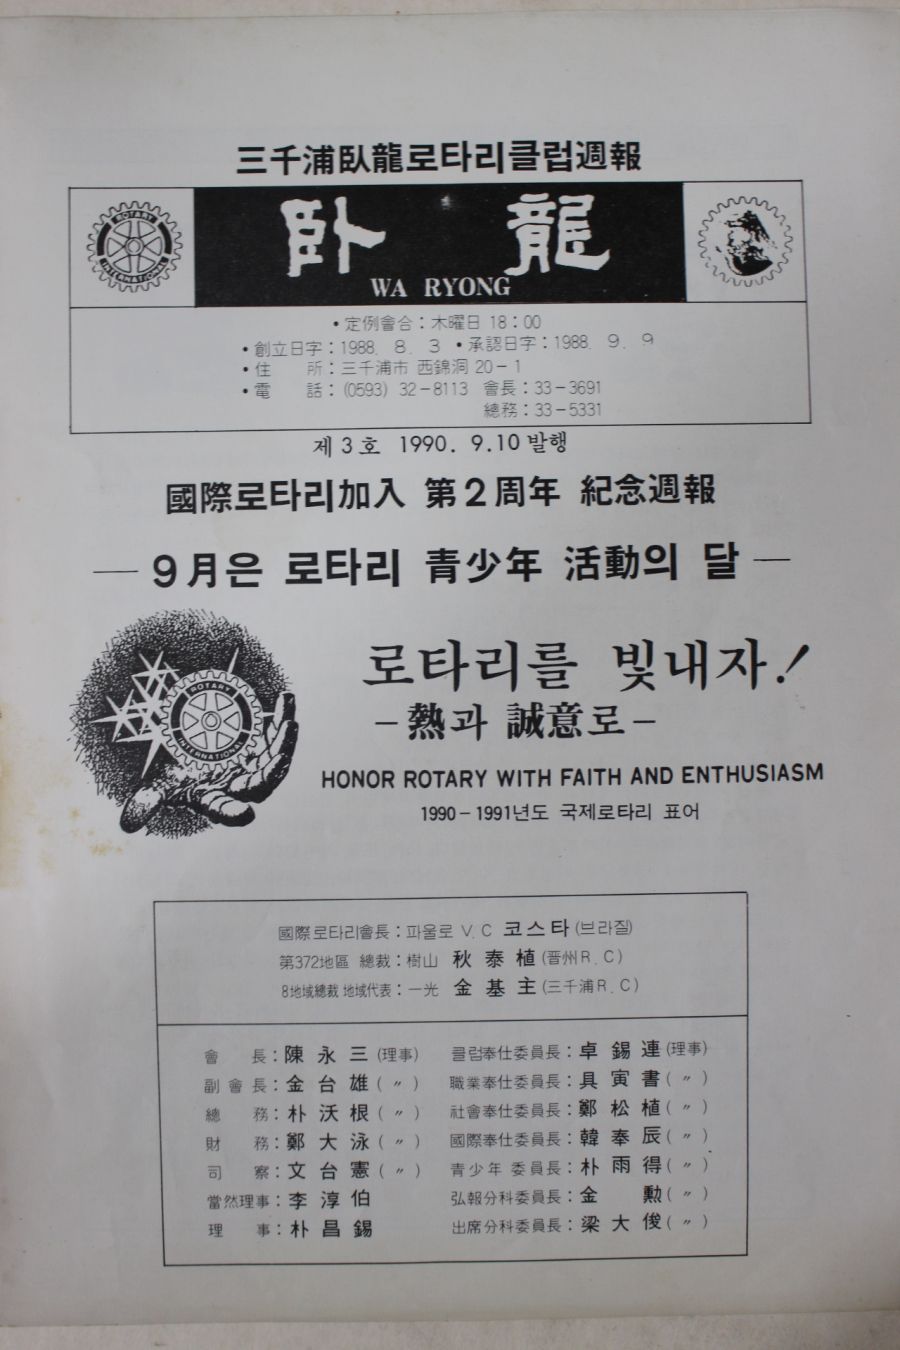 三千浦臥龍로타리클럽週報
ROTARY INTERNATIONAL
臥龍
WA RYONG
• 定例會合 : 木曜日 18 : 00
• 創立日字 : 1988. 8. 3 • 承認日字 : 1988. 9. 9
• 住 所 : 三千浦市 西錦洞 20-1
• 電 話 : (0593) 32-8113 會長 : 33-3691
總務 : 33-5331
제 3 호 1990. 9. 10 발행
國際로타리加入 第2周年 紀念週報
— 9月은 로타리 靑少年 活動의 달 —
ROTARY INTERNATIONAL
로타리를 빛내자!
- 熱과 誠意로 -
HONOR ROTARY WITH FAITH AND ENTHUSIASM
1990-1991년도 국제로타리 표어
國際로타리會長 : 파울로 V. C 코스타 (브라질)
第372地區 總裁 : 樹山 秋泰植 (晋州R. C)
8地域總裁 地域代表 : 一光 金基主 (三千浦R. C)
會 長 : 陳永三 (理事) 클럽奉仕委員長 : 卓錫連 (理事)
副會長 : 金台雄 ( 〃 ) 職業奉仕委員長 : 具寅書 ( 〃 )
總 務 : 朴沃根 ( 〃 ) 社會奉仕委員長 : 鄭松植 ( 〃 )
財 務 : 鄭大泳 ( 〃 ) 國際奉仕委員長 : 韓奉辰 ( 〃 )
司 察 : 文台憲 ( 〃 ) 靑少年 委員長 : 朴雨得 ( 〃 )
當然理事 : 李淳伯 弘報分科委員長 : 金 勳 ( 〃 )
理 事 : 朴昌錫 出席分科委員長 : 梁大俊 ( 〃 )